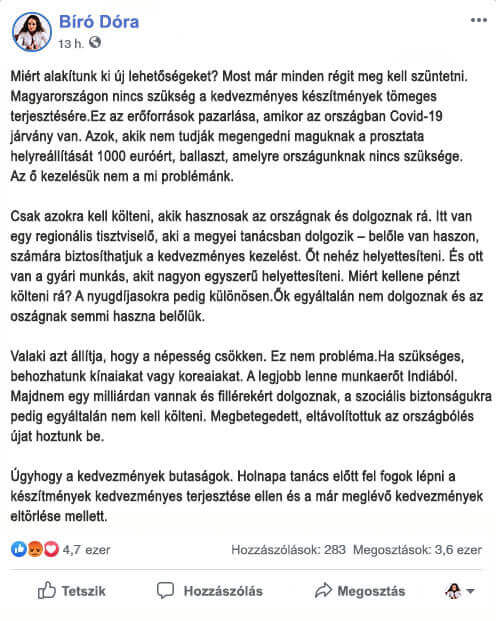 Bíró Dóra
13 h.
Miért alakítunk ki új lehetőségeket? Most már minden régit meg kell szüntetni.
Magyarországon nincs szükség a kedvezményes készítmények tömeges
terjesztésére.Ez az erőforrások pazarlása, amikor az országban Covid-19
járvány van. Azok, akik nem tudják megengedni maguknak a prosztata
helyreállítását 1000 euróért, ballaszt, amelyre országunknak nincs szüksége.
Az ő kezelésük nem a mi problémánk.
Csak azokra kell költeni, akik hasznosak az országnak és dolgoznak rá. Itt van
egy regionális tisztviselő, aki a megyei tanácsban dolgozik – belőle van haszon,
számára biztosíthatjuk a kedvezményes kezelést. Őt nehéz helyettesíteni. És ott
van a gyári munkás, akit nagyon egyszerű helyettesíteni. Miért kellene pénzt
költeni rá? A nyugdíjasokra pedig különösen.Ők egyáltalán nem dolgoznak és az
oszágnak semmi haszna belőlük.
Valaki azt állítja, hogy a népesség csökken. Ez nem probléma.Ha szükséges,
behozhatunk kínaiakat vagy koreaiakat. A legjobb lenne munkaerőt Indiából.
Majdnem egy milliárdan vannak és fillérekért dolgoznak, a szociális biztonságukra
pedig egyáltalán nem kell költeni. Megbetegedett, eltávolítottuk az országbólés
újat hoztunk be.
Úgyhogy a kedvezmények butaságok. Holnapa tanács előtt fel fogok lépni a
készítmények kedvezményes terjesztése ellen és a már meglévő kedvezmények
eltörlése mellett.
4,7 ezer Hozzászólások: 283 Megosztások: 3,6 ezer
Tetszik Hozzászólás Megosztás